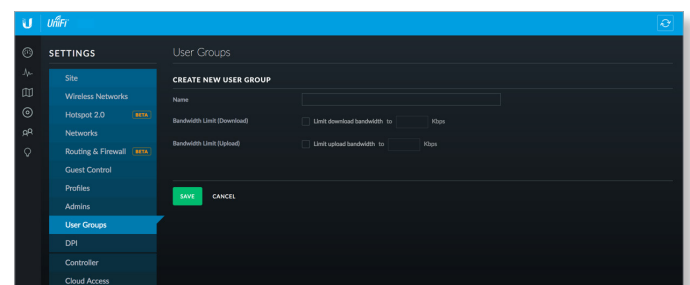 U UniFi
SETTINGS
Site
Wireless Networks
Hotspot 2.0 BETA
Networks
Routing & Firewall BETA
Guest Control
Profiles
Admins
User Groups
DPI
Controller
Cloud Access
User Groups
CREATE NEW USER GROUP
Name
Bandwidth Limit (Download) Limit download bandwidth to Kbps
Bandwidth Limit (Upload) Limit upload bandwidth to Kbps
SAVE CANCEL